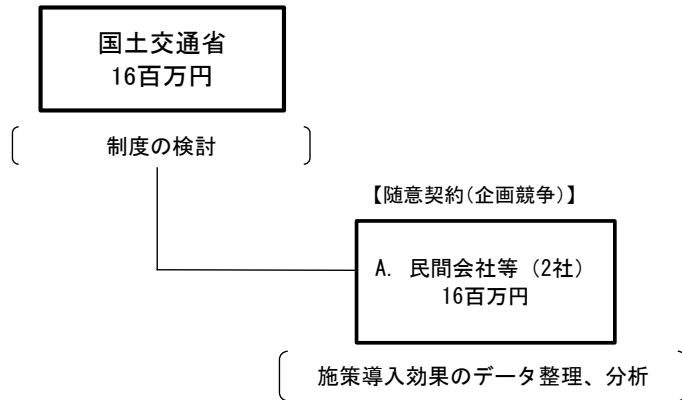 国土交通省
16百万円
制度の検討
【随意契約(企画競争)】
A. 民間会社等（2社）
16百万円
施策導入効果のデータ整理、分析